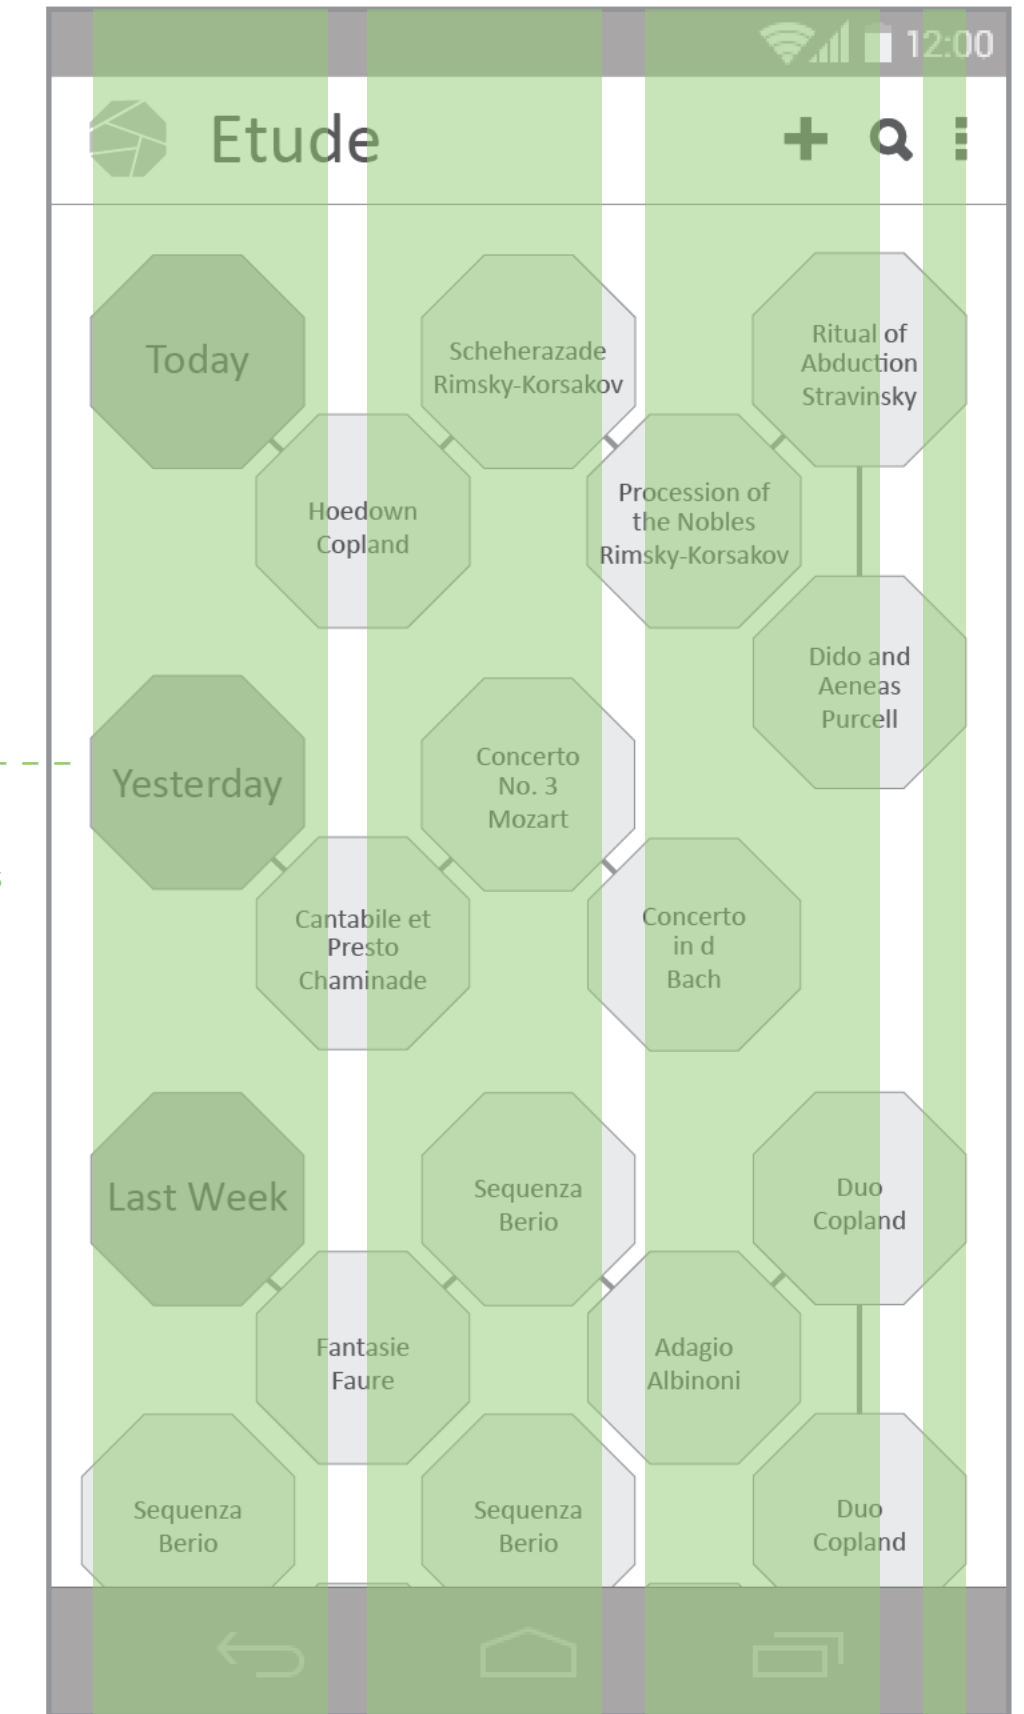 12:00
Etude
Today
Scheherazade
Rimsky-Korsakov
Ritual of
Abduction
Stravinsky
Hoedown
Copland
Procession of
the Nobles
Rimsky-Korsakov
Dido and
Aeneas
Purcell
Yesterday
Concerto
No. 3
Mozart
Cantabile et
Presto
Chaminade
Concerto
in d
Bach
Last Week
Sequenza
Berio
Duo
Copland
Fantasie
Faure
Adagio
Albinoni
Sequenza
Berio
Sequenza
Berio
Duo
Copland